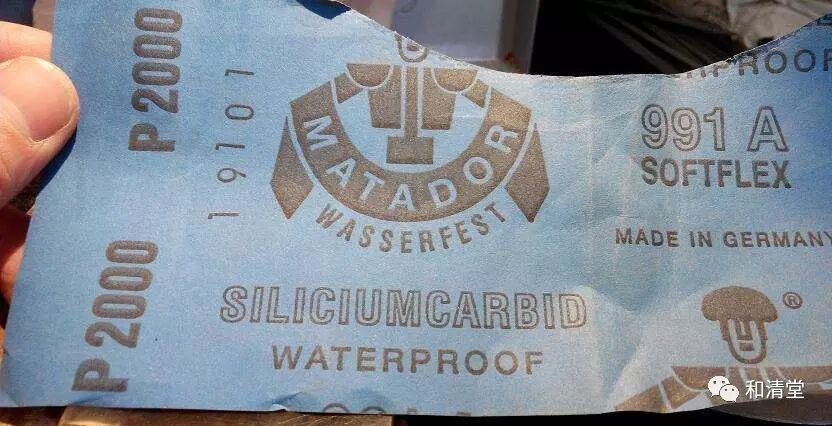 P 2000
19101
MATADOR
WASSERFEST
P 2000
SILICIUMCARBID
WATERPROOF
991 A
SOFTFLEX
MADE IN GERMANY
®
和清堂